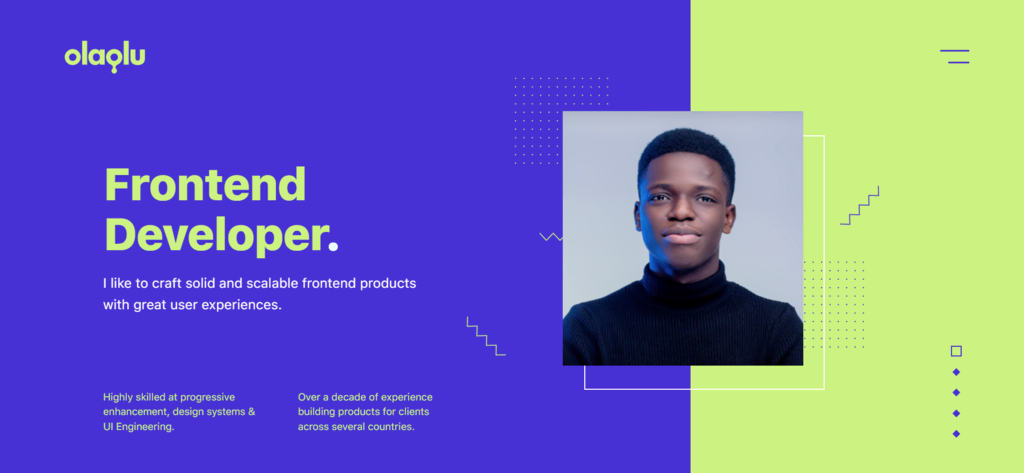 olaolu
Frontend
Developer.
I like to craft solid and scalable frontend products
with great user experiences.
Highly skilled at progressive
enhancement, design systems &
UI Engineering.
Over a decade of experience
building products for clients
across several countries.